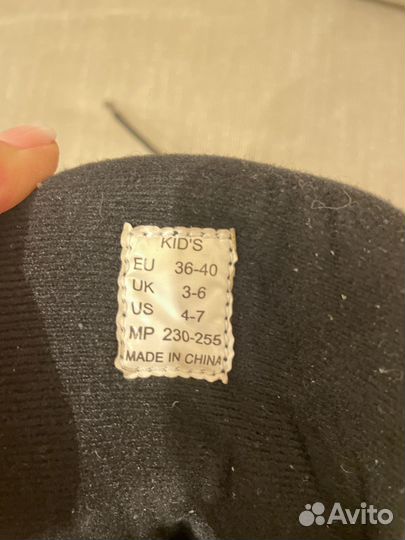 KID'S
EU 36-40
UK 3-6
US 4-7
MP 230-255
MADE IN CHINA
Avito